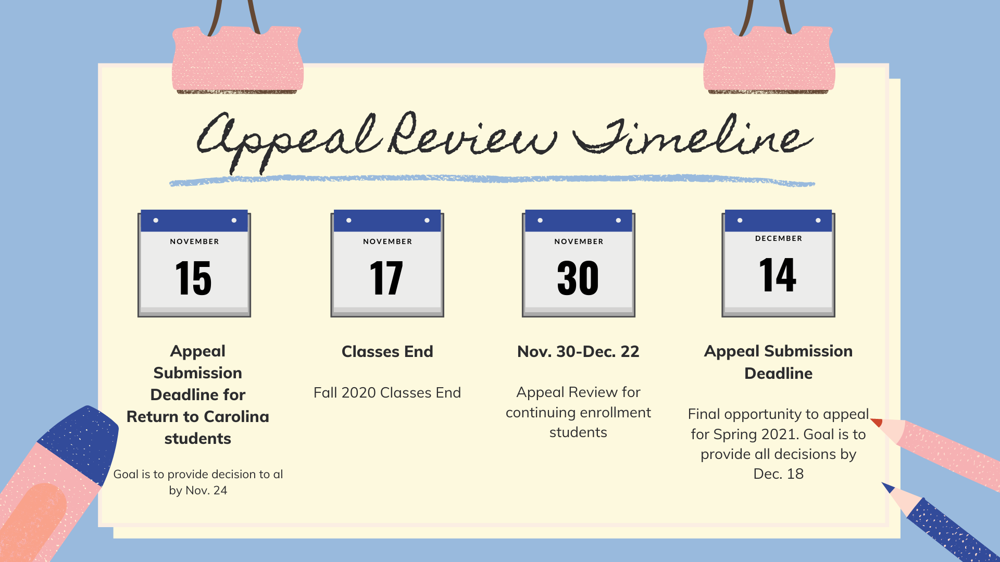 Appeal Review Timeline
NOVEMBER
15
Appeal
Submission
Deadline for
Return to Carolina
students
Goal is to provide decision to al
by Nov. 24
NOVEMBER
17
Classes End
Fall 2020 Classes End
NOVEMBER
30
Nov. 30-Dec. 22
Appeal Review for
continuing enrollment
students
DECEMBER
14
Appeal Submission
Deadline
Final opportunity to appeal
for Spring 2021. Goal is to
provide all decisions by
Dec. 18